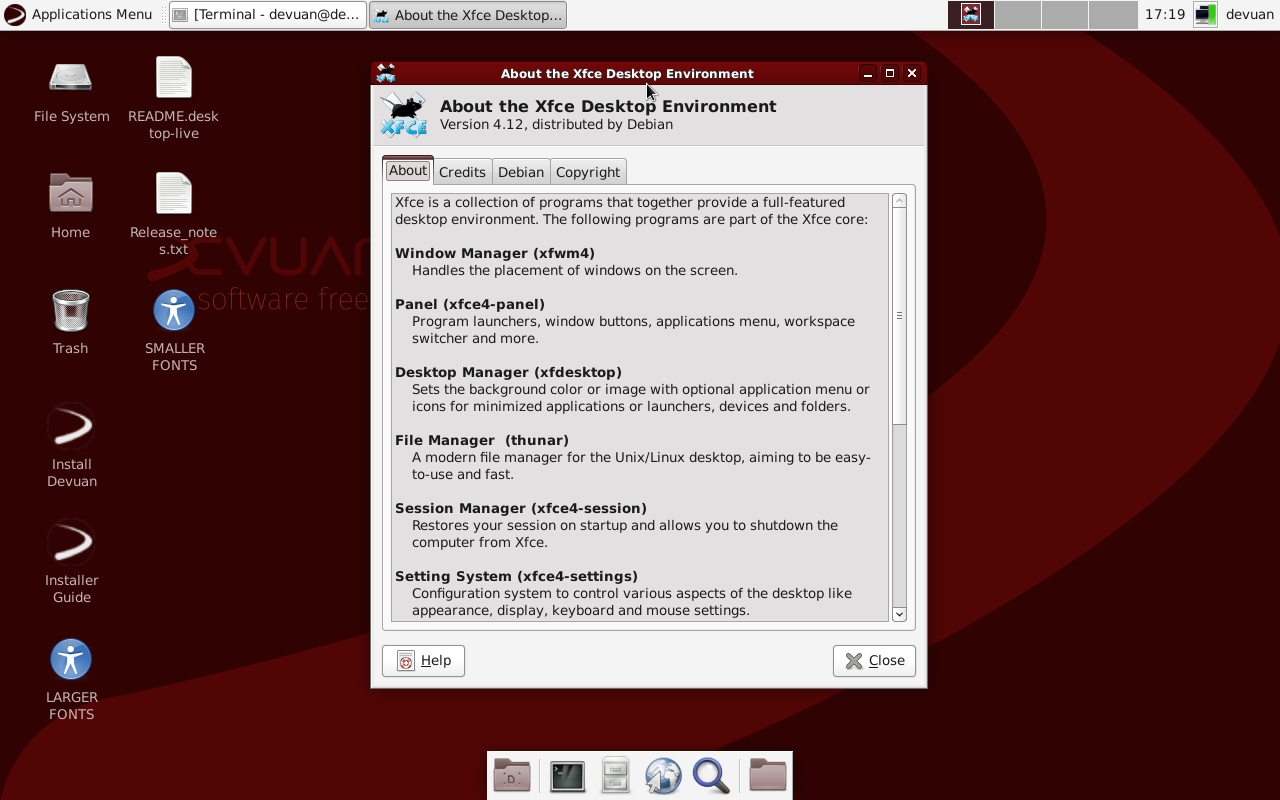 Applications Menu
[Terminal - devuan@de...
About the Xfce Desktop...
17:19
devuan
File System
README.desk
top-live
Home
Release_note
s.txt
Trash
SMALLER
FONTS
Install
Devuan
Installer
Guide
LARGER
FONTS
DEVUAN
software free
About the Xfce Desktop Environment
About the Xfce Desktop Environment
Version 4.12, distributed by Debian
XFCE
About
Credits
Debian
Copyright
Xfce is a collection of programs that together provide a full-featured
desktop environment. The following programs are part of the Xfce core:
Window Manager (xfwm4)
Handles the placement of windows on the screen.
Panel (xfce4-panel)
Program launchers, window buttons, applications menu, workspace
switcher and more.
Desktop Manager (xfdesktop)
Sets the background color or image with optional application menu or
icons for minimized applications or launchers, devices and folders.
File Manager  (thunar)
A modern file manager for the Unix/Linux desktop, aiming to be easy-
to-use and fast.
Session Manager (xfce4-session)
Restores your session on startup and allows you to shutdown the
computer from Xfce.
Setting System (xfce4-settings)
Configuration system to control various aspects of the desktop like
appearance, display, keyboard and mouse settings.
Help
Close
D